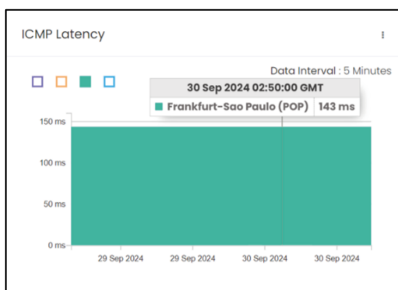 ICMP Latency
Data Interval : 5 Minutes
30 Sep 2024 02:50:00 GMT
Frankfurt-Sao Paulo (POP) 143 ms
150 ms
100 ms
50 ms
0 ms
29 Sep 2024 29 Sep 2024 30 Sep 2024 30 Sep 2024